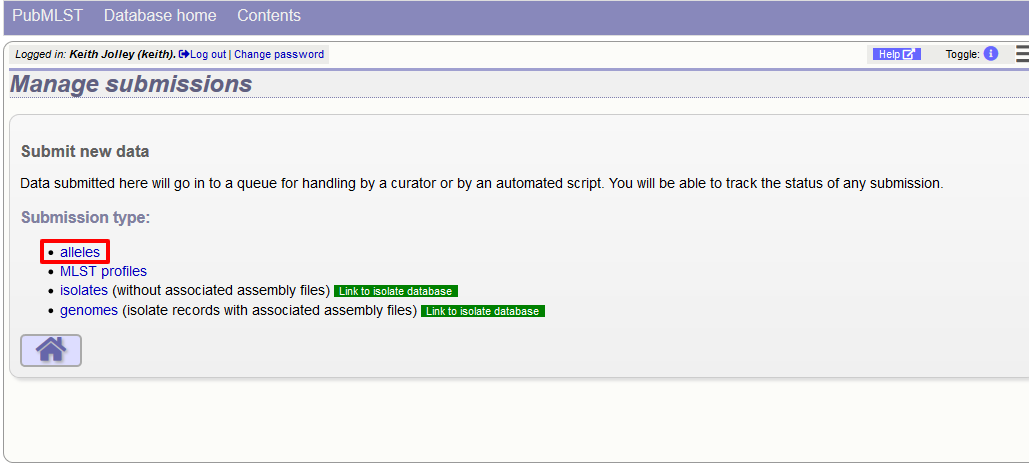 PubMLST Database home Contents
Logged in: Keith Jolley (keith). Log out | Change password Help Toggle:
Manage submissions
Submit new data
Data submitted here will go in to a queue for handling by a curator or by an automated script. You will be able to track the status of any submission.
Submission type:
• alleles
• MLST profiles
• isolates (without associated assembly files) Link to isolate database
• genomes (isolate records with associated assembly files) Link to isolate database